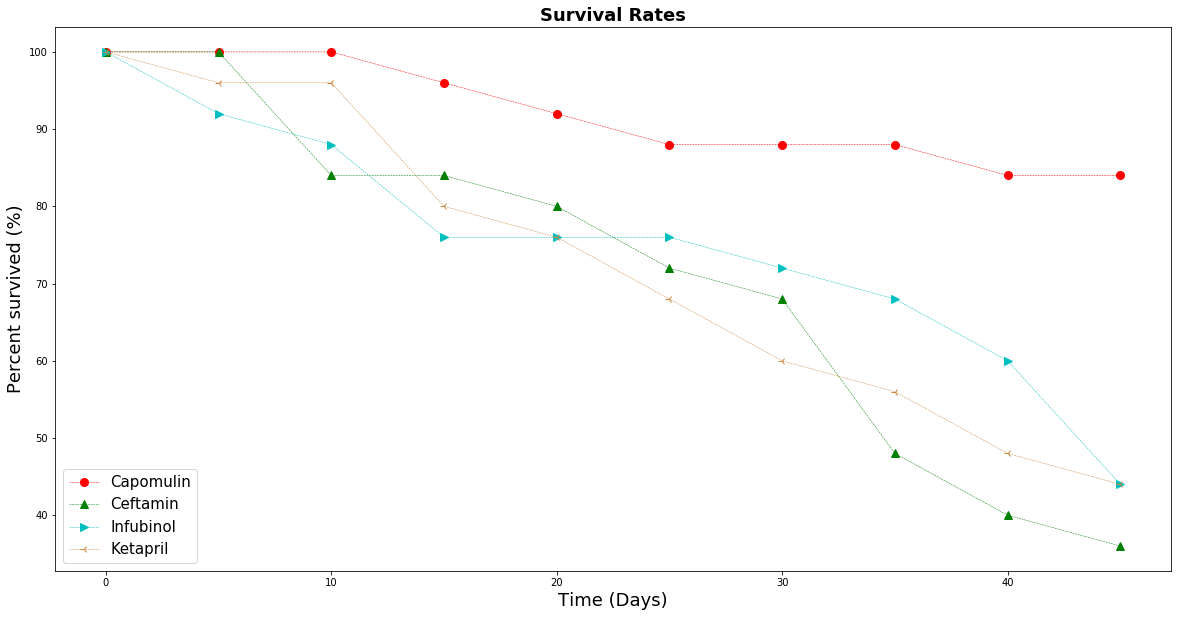 Survival Rates
Percent survived (%)
100
90
80
70
60
50
40
Capomulin
Ceftamin
Infubinol
Ketapril
0 10 20 30 40
Time (Days)